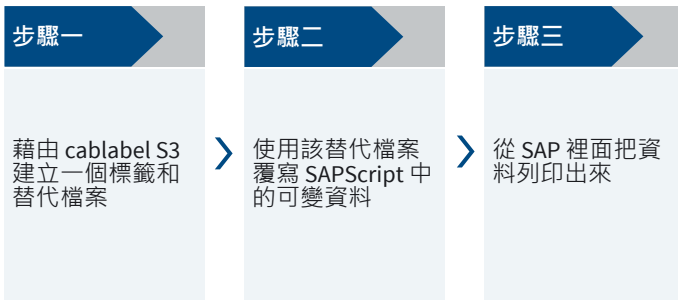 步驟一
藉由 cablabel S3
建立一個標籤和
替代檔案
步驟二
使用該替代檔案
覆寫 SAPScript 中
的可變資料
步驟三
從 SAP 裡面把資
料列印出來